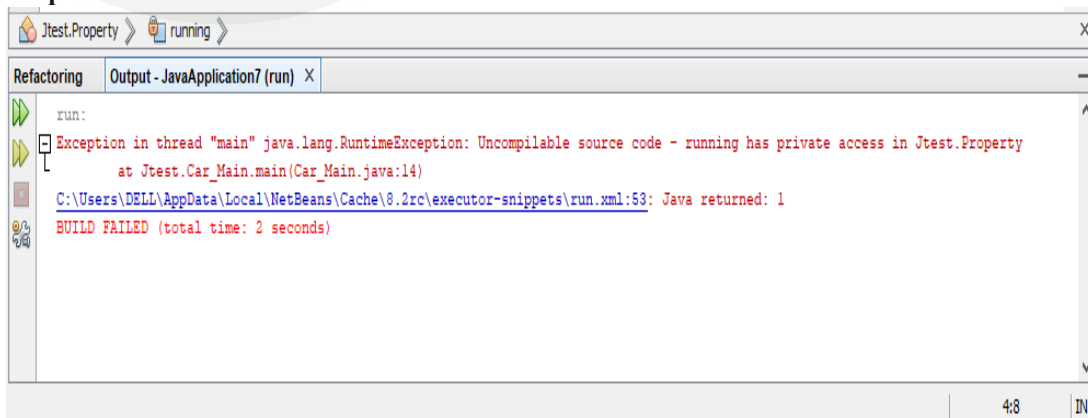 Jtest.Property running
Refactoring Output - JavaApplication7 (run) X
run:
Exception in thread "main" java.lang.RuntimeException: Uncompilable source code - running has private access in Jtest.Property
at Jtest.Car_Main.main(Car_Main.java:14)
C:\Users\DELL\AppData\Local\NetBeans\Cache\8.2rc\executor-snippets\run.xml:53: Java returned: 1
BUILD FAILED (total time: 2 seconds)
4:8 IN